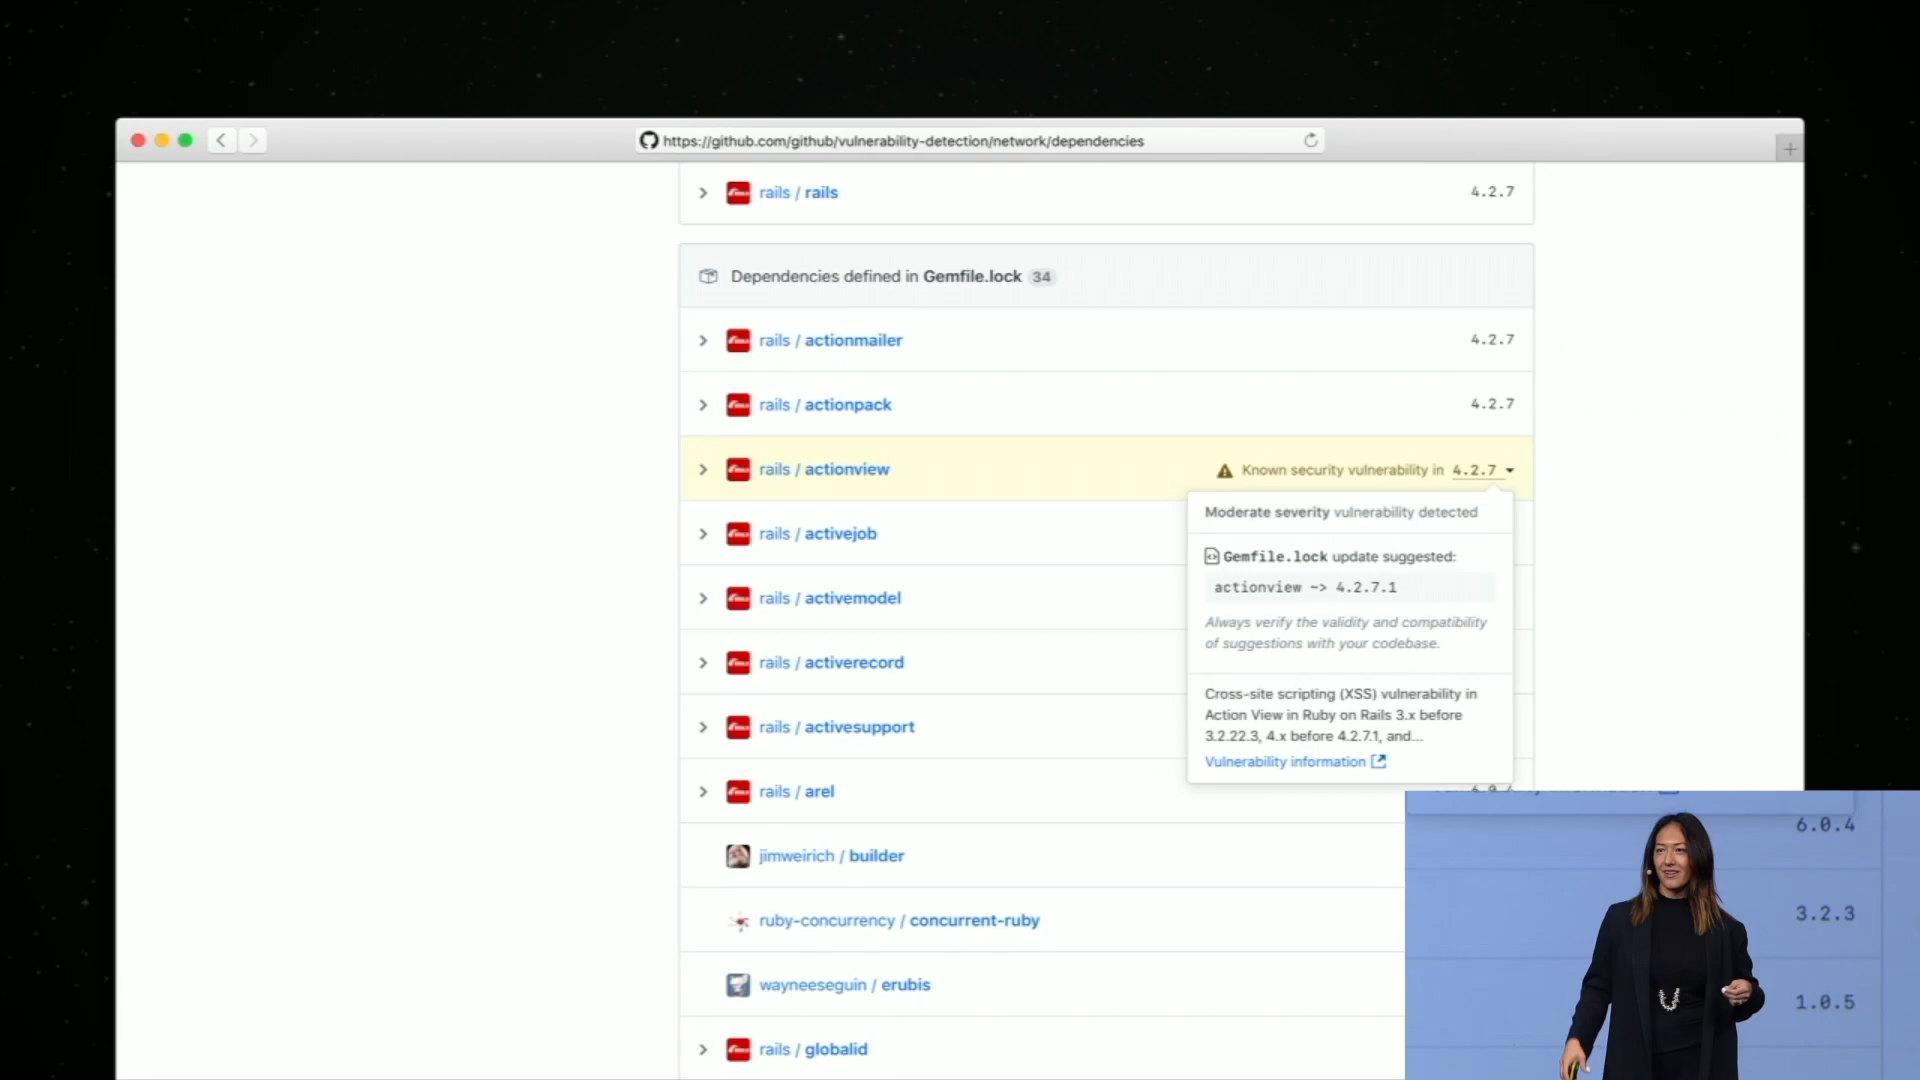 https://github.com/github/vulnerability-detection/network/dependencies
rails / rails 4.2.7
Dependencies defined in Gemfile.lock 34
rails / actionmailer 4.2.7
rails / actionpack 4.2.7
rails / actionview Known security vulnerability in 4.2.7
Moderate severity vulnerability detected
Gemfile.lock update suggested:
actionview ~> 4.2.7.1
Always verify the validity and compatibility
of suggestions with your codebase.
Cross-site scripting (XSS) vulnerability in
Action View in Ruby on Rails 3.x before
3.2.22.3, 4.x before 4.2.7.1, and...
Vulnerability information
rails / activejob
rails / activemodel
rails / activerecord
rails / activesupport
rails / arel
jimweirich / builder
ruby-concurrency / concurrent-ruby
wayneeseguin / erubis
rails / globalid
6.0.4
3.2.3
1.0.5